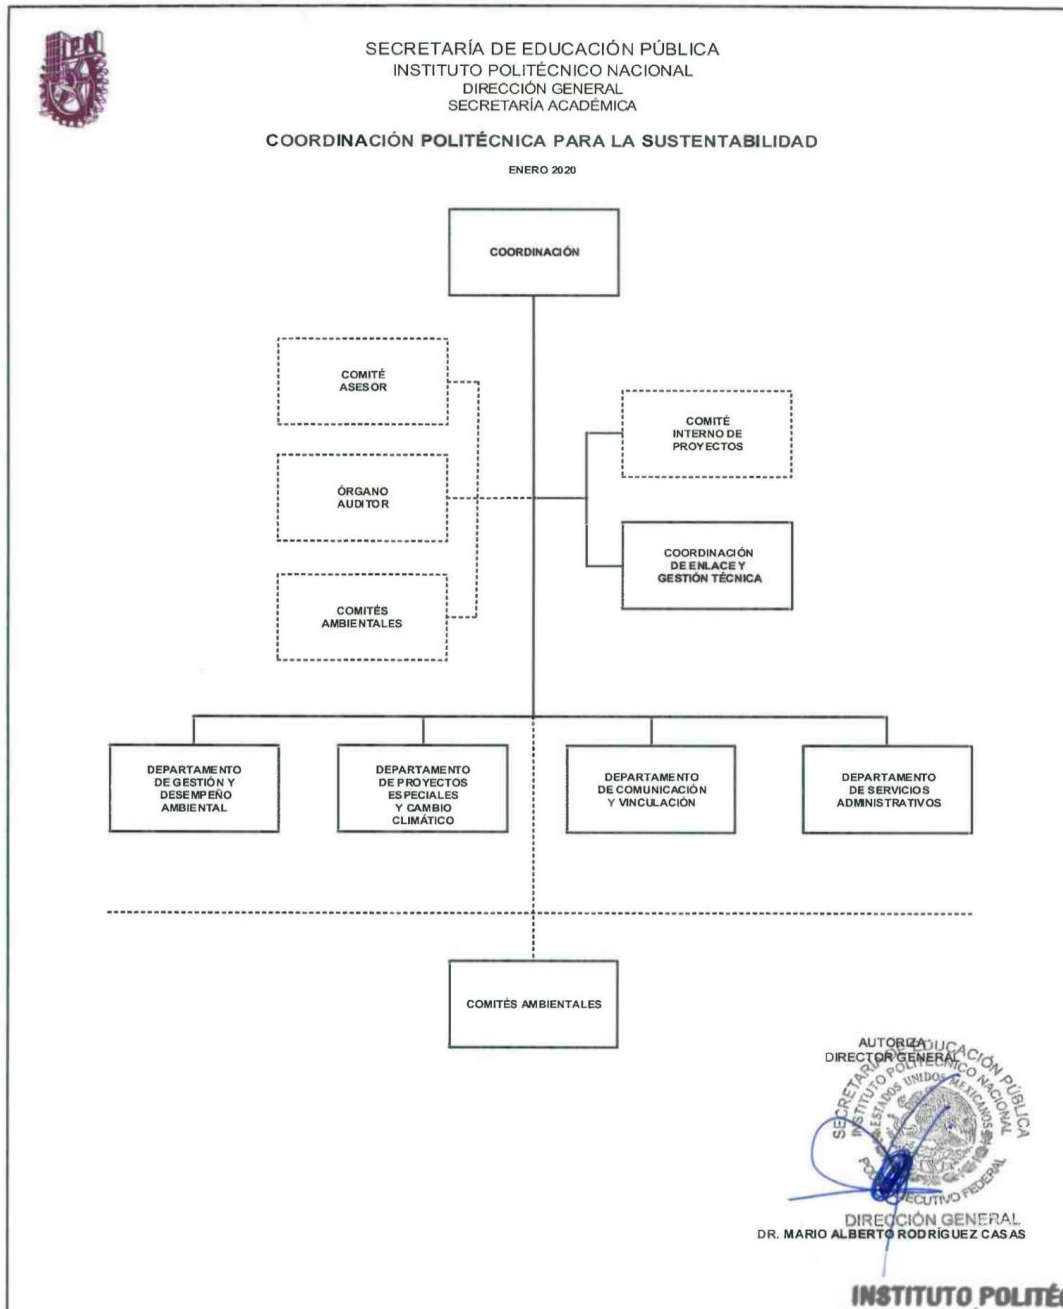 IPN
SECRETARÍA DE EDUCACIÓN PÚBLICA
INSTITUTO POLITÉCNICO NACIONAL
DIRECCIÓN GENERAL
SECRETARÍA ACADÉMICA
COORDINACIÓN POLITÉCNICA PARA LA SUSTENTABILIDAD
ENERO 2020
COORDINACIÓN
COMITÉ
ASESOR
COMITÉ
INTERNO DE
PROYECTOS
ÓRGANO
AUDITOR
COORDINACIÓN
DE ENLACE Y
GESTIÓN TÉCNICA
COMITÉS
AMBIENTALES
DEPARTAMENTO
DE GESTIÓN Y
DESEMPEÑO
AMBIENTAL
DEPARTAMENTO
DE PROYECTOS
ESPECIALES
Y CAMBIO
CLIMÁTICO
DEPARTAMENTO
DE COMUNICACIÓN
Y VINCULACIÓN
DEPARTAMENTO
DE SERVICIOS
ADMINISTRATIVOS
COMITÉS AMBIENTALES
AUTORIZA
DIRECTOR GENERAL
SECRETARÍA DE EDUCACIÓN PÚBLICA
INSTITUTO POLITÉCNICO NACIONAL
ESTADOS UNIDOS MEXICANOS
FEDERAL
DIRECCIÓN GENERAL
DR. MARIO ALBERTO RODRÍGUEZ CASAS
INSTITUTO POLITÉ